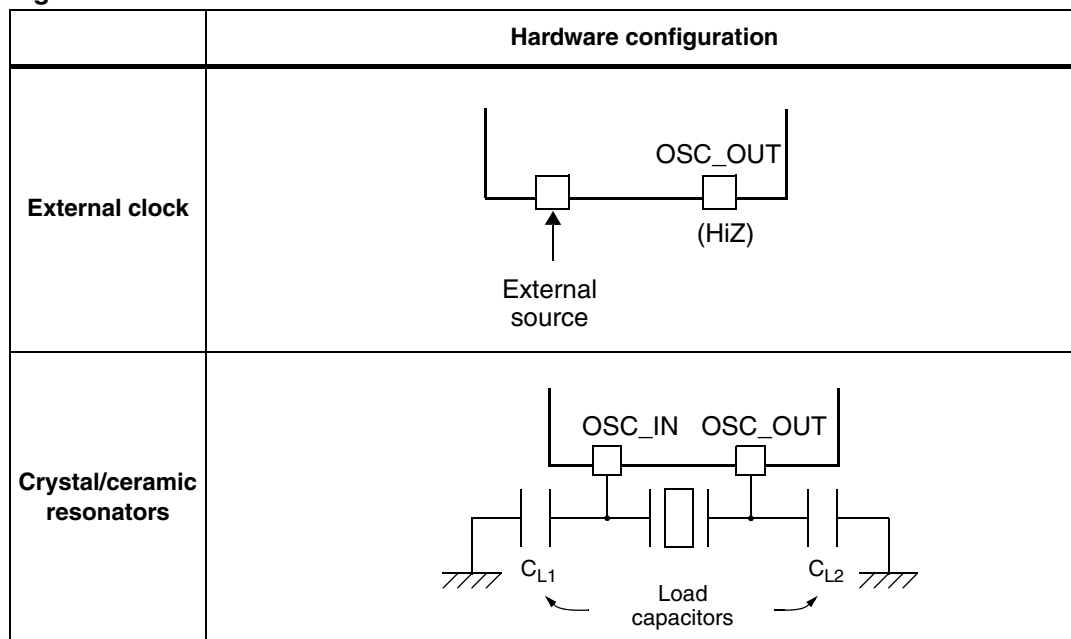 Hardware configuration
External clock
OSC_OUT
(HiZ)
External
source
Crystal/ceramic
resonators
OSC_IN OSC_OUT
CL1
CL2
Load
capacitors